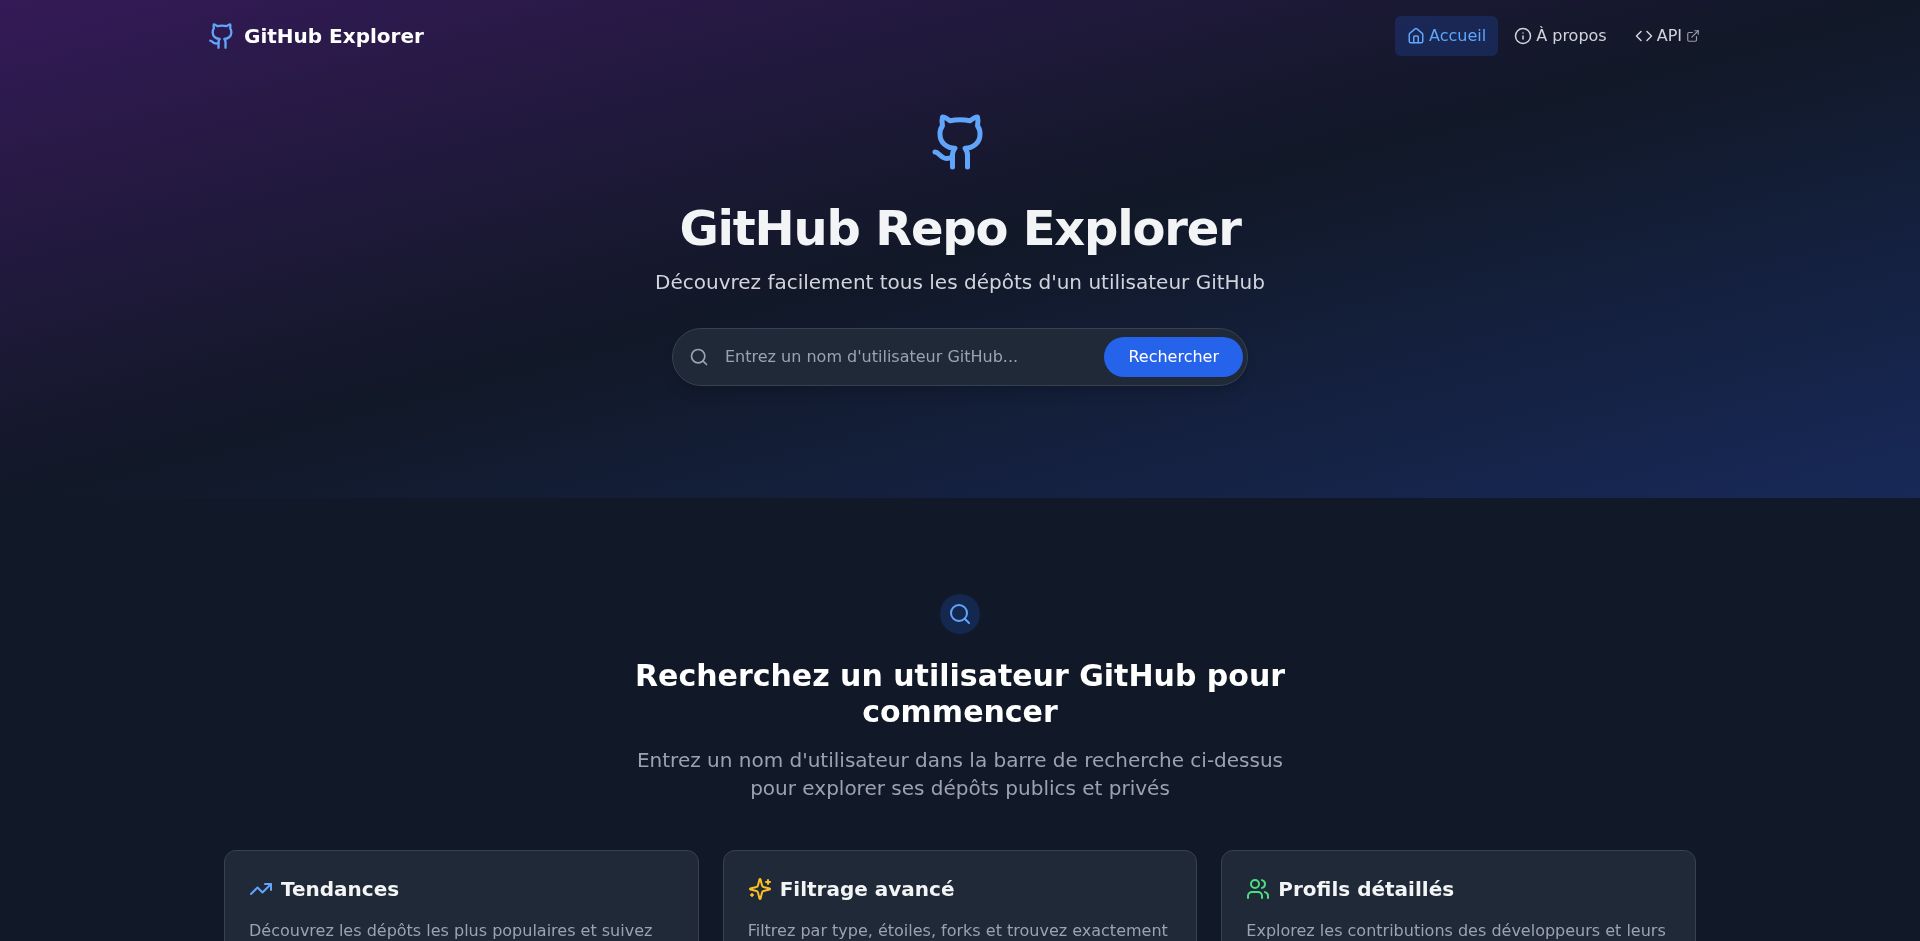 GitHub Explorer
Accueil
À propos
API
GitHub Repo Explorer
Découvrez facilement tous les dépôts d'un utilisateur GitHub
Entrez un nom d'utilisateur GitHub...
Rechercher
Recherchez un utilisateur GitHub pour
commencer
Entrez un nom d'utilisateur dans la barre de recherche ci-dessus
pour explorer ses dépôts publics et privés
Tendances
Découvrez les dépôts les plus populaires et suivez
Filtrage avancé
Filtrez par type, étoiles, forks et trouvez exactement
Profils détaillés
Explorez les contributions des développeurs et leurs